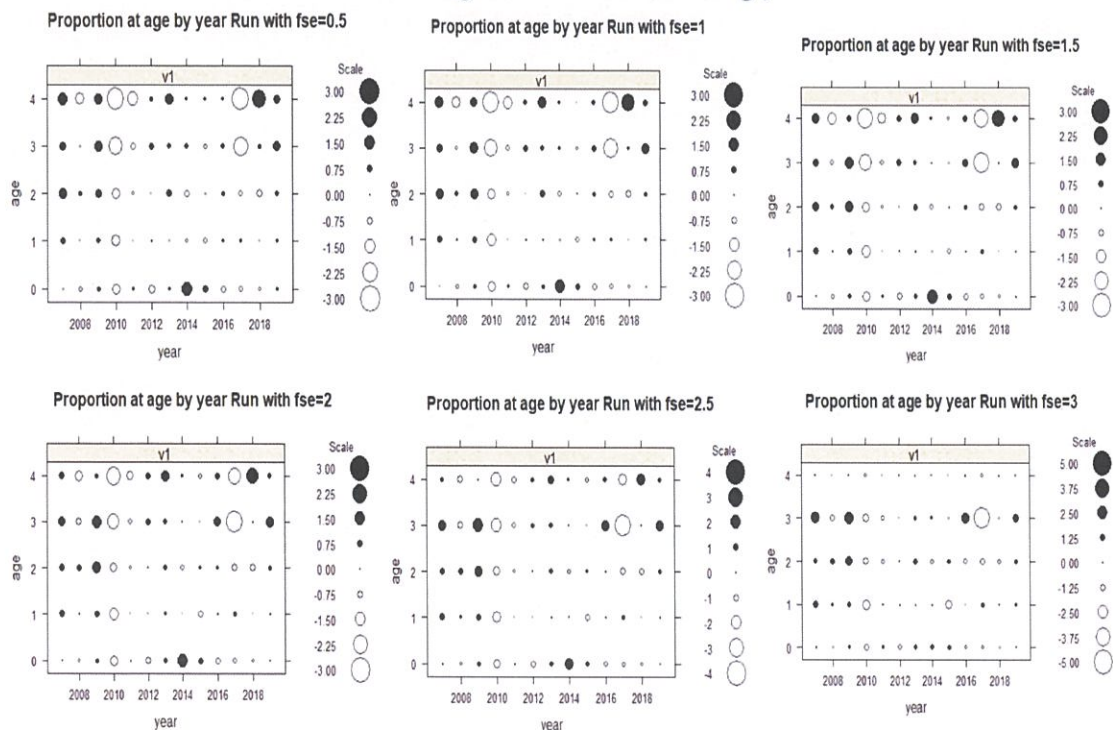 Proportion at age by year Run with fse=0.5
v1
Scale
3.00
2.25
1.50
0.75
0.00
-0.75
-1.50
-2.25
-3.00
4
3
2
1
0
age
2008 2010 2012 2014 2016 2018
year
Proportion at age by year Run with fse=1
v1
Scale
3.00
2.25
1.50
0.75
0.00
-0.75
-1.50
-2.25
-3.00
4
3
2
1
0
age
2008 2010 2012 2014 2016 2018
year
Proportion at age by year Run with fse=1.5
v1
Scale
3.00
2.25
1.50
0.75
0.00
-0.75
-1.50
-2.25
-3.00
4
3
2
1
0
age
2008 2010 2012 2014 2016 2018
year
Proportion at age by year Run with fse=2
v1
Scale
3.00
2.25
1.50
0.75
0.00
-0.75
-1.50
-2.25
-3.00
4
3
2
1
0
age
2008 2010 2012 2014 2016 2018
year
Proportion at age by year Run with fse=2.5
v1
Scale
4
3
2
1
0
-1
-2
-3
-4
4
3
2
1
0
age
2008 2010 2012 2014 2016 2018
year
Proportion at age by year Run with fse=3
v1
Scale
5.00
3.75
2.50
1.25
0.00
-1.25
-2.50
-3.75
-5.00
4
3
2
1
0
age
2008 2010 2012 2014 2016 2018
year